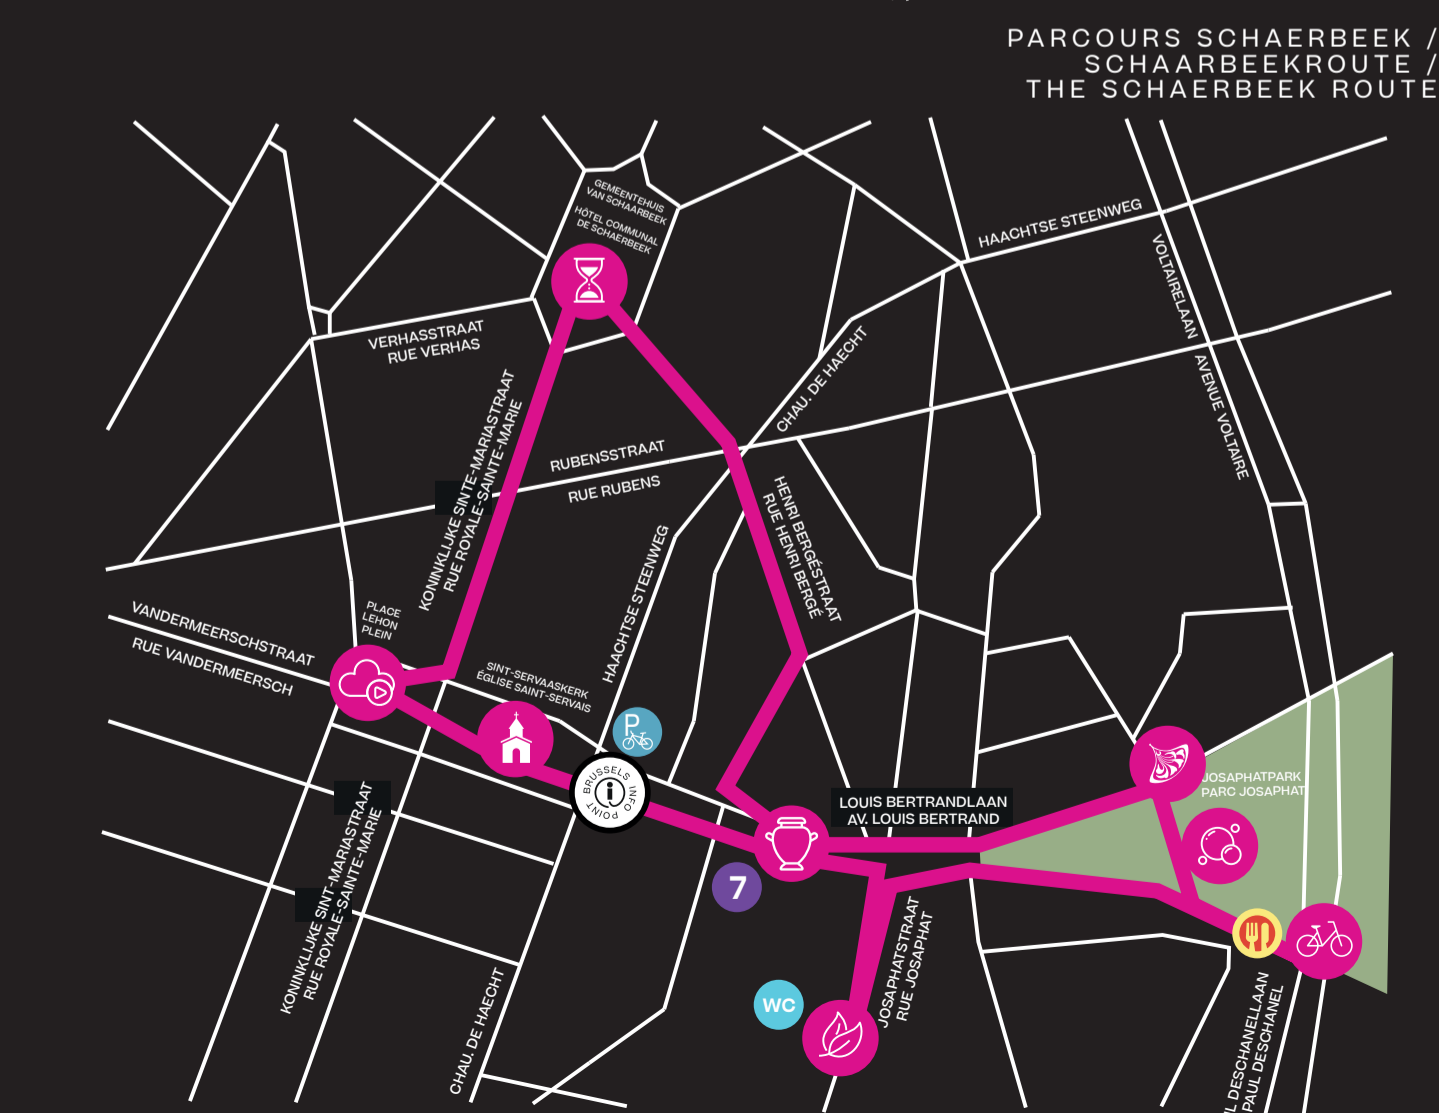 PARCOURS SCHAERBEEK /
SCHAARBEEKROUTE /
THE SCHAERBEEK ROUTE
GEMEENTEHUIS
VAN SCHAARBEEK
HÔTEL COMMUNAL
DE SCHAERBEEK
HAACHTSE STEENWEG
VOLTAIRELAAN
AVENUE VOLTAIRE
VERHASSTRAAT
RUE VERHAS
CHAU. DE HAECHT
KONINKLIJKE SINTE-MARIASTRAAT
RUE ROYALE-SAINTE-MARIE
RUBENSSTRAAT
RUE RUBENS
HENRI BERGÉSTRAAT
RUE HENRI BERGÉ
HAACHTSE STEENWEG
PLACE
LEHON
PLEIN
VANDERMEERSCHSTRAAT
RUE VANDERMEERSCH
SINT-SERVAASKERK
ÉGLISE SAINT-SERVAIS
P
BRUSSELS INFO
POINT
i
JOSAPHATPARK
PARC JOSAPHAT
LOUIS BERTRANDLAAN
AV. LOUIS BERTRAND
7
KONINKLIJKE SINT-MARIASTRAAT
RUE ROYALE-SAINTE-MARIE
JOSAPHATSTRAAT
RUE JOSAPHAT
WC
CHAU. DE HAECHT
L DESCHANELLAAN
PAUL DESCHANEL